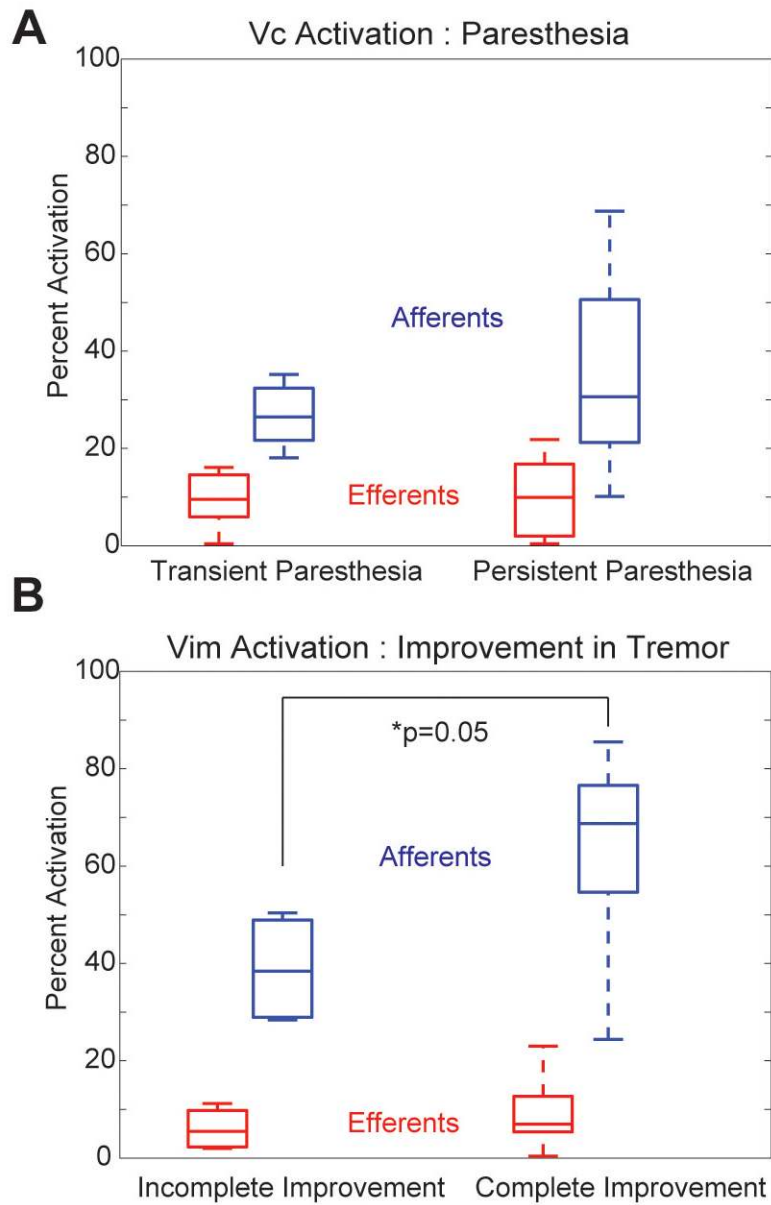 A
Vc Activation : Paresthesia
100
80
60
40
20
0
Percent Activation
Afferents
Efferents
Transient Paresthesia
Persistent Paresthesia
B
Vim Activation : Improvement in Tremor
100
80
60
40
20
0
Percent Activation
*p=0.05
Afferents
Efferents
Incomplete Improvement
Complete Improvement